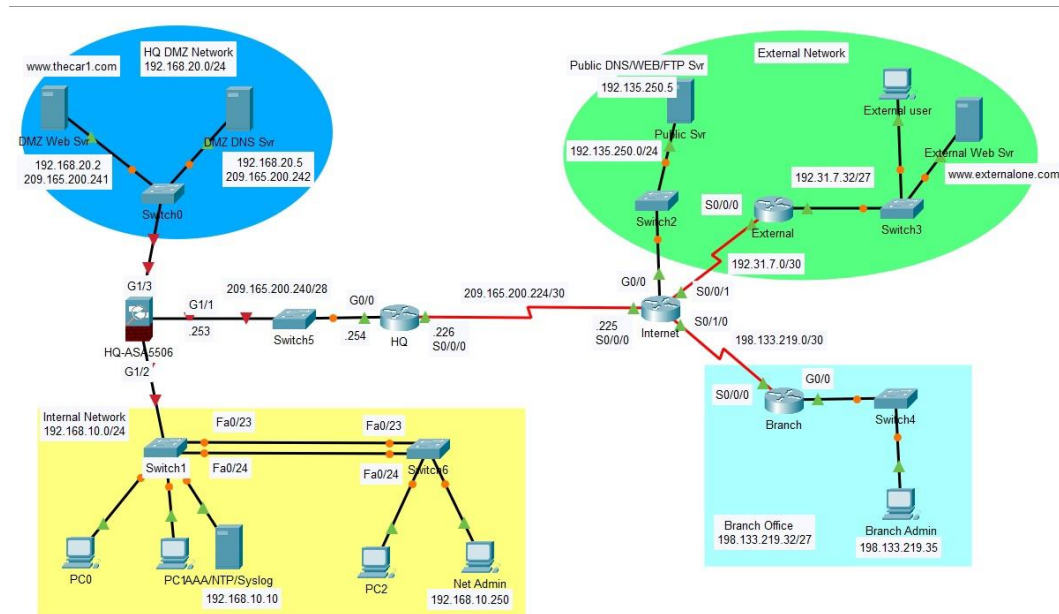 HQ DMZ Network
192.168.20.0/24
www.thecar1.com
DMZ Web Svr
DMZ DNS Svr
192.168.20.2
209.165.200.241
192.168.20.5
209.165.200.242
Switch0
Public DNS/WEB/FTP Svr
192.135.250.5
External Network
External user
Public Svr
External Web Svr
192.135.250.0/24
192.31.7.32/27
www.externalone.com
Switch2
S0/0/0
External
Switch3
192.31.7.0/30
G0/0
S0/0/1
G1/3
G1/1
209.165.200.240/28
G0/0
209.165.200.224/30
.253
Switch5
.254
HQ
.226
S0/0/0
.225
S0/0/0
Internet
S0/1/0
HQ-ASA5506
G1/2
198.133.219.0/30
S0/0/0
G0/0
Branch
Switch4
Internal Network
192.168.10.0/24
Fa0/23
Fa0/23
Switch1
Fa0/24
Fa0/24
Switch6
PC0
PC1
AAA/NTP/Syslog
192.168.10.10
PC2
Net Admin
192.168.10.250
Branch Office
198.133.219.32/27
Branch Admin
198.133.219.35